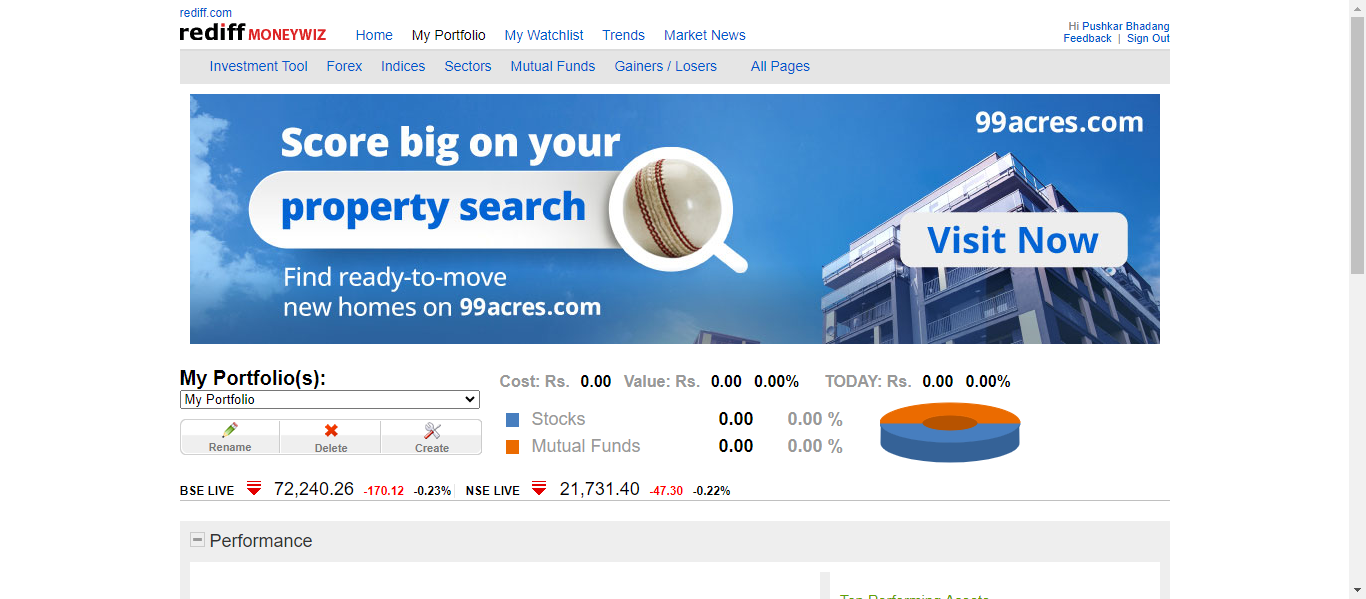 rediff.com
rediff MONEYWIZ
Home My Portfolio My Watchlist Trends Market News
Hi Pushkar Bhadang
Feedback | Sign Out
Investment Tool Forex Indices Sectors Mutual Funds Gainers / Losers All Pages
Score big on your
property search
Find ready-to-move
new homes on 99acres.com
99acres.com
Visit Now
My Portfolio(s):
My Portfolio
Rename Delete Create
Cost: Rs. 0.00 Value: Rs. 0.00 0.00% TODAY: Rs. 0.00 0.00%
Stocks 0.00 0.00 %
Mutual Funds 0.00 0.00 %
BSE LIVE 72,240.26 -170.12 -0.23% NSE LIVE 21,731.40 -47.30 -0.22%
Performance
Top Performing Assets